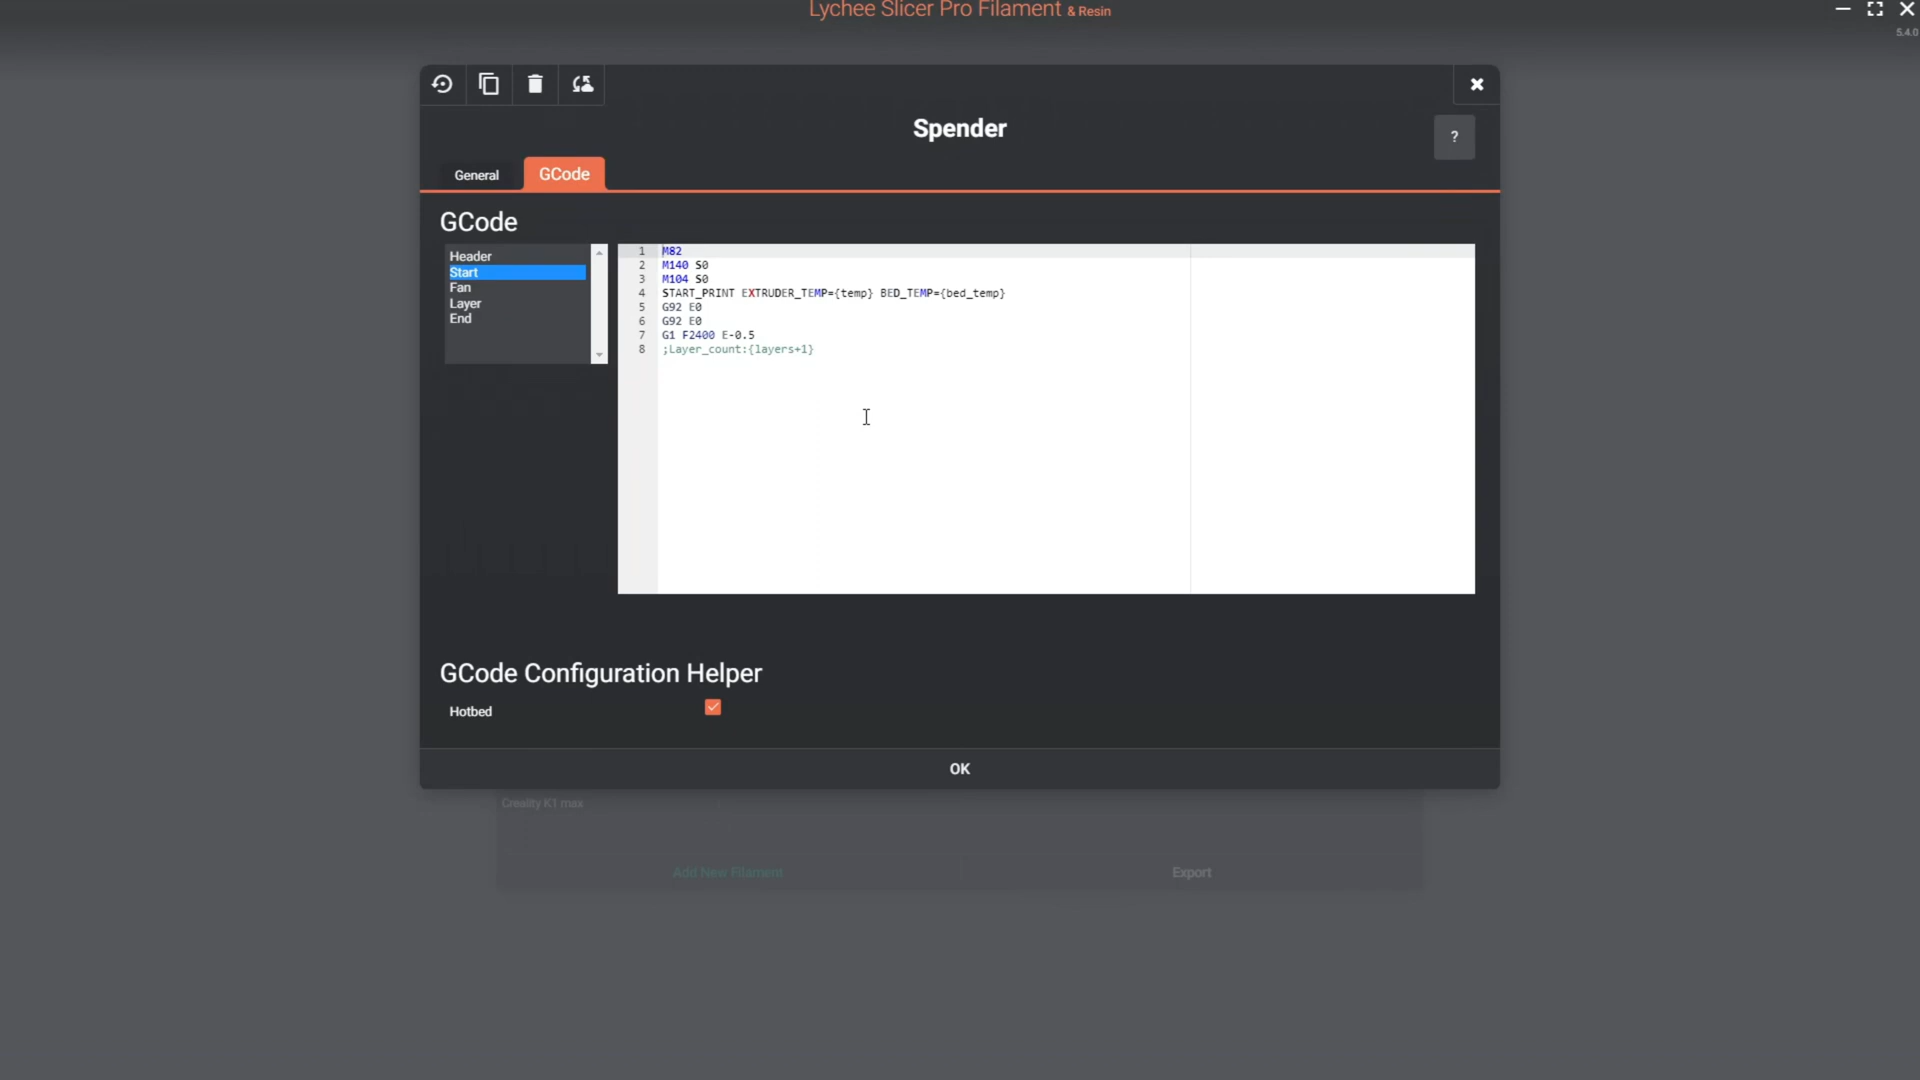 Lychee Slicer Pro Filament & Resin
5.4.0
Spender
?
General
GCode
GCode
Header
Start
Fan
Layer
End
1 M82
2 M140 S0
3 M104 S0
4 START_PRINT EXTRUDER_TEMP={temp} BED_TEMP={bed_temp}
5 G92 E0
6 G92 E0
7 G1 F2400 E-0.5
8 ;Layer_count:{layers+1}
GCode Configuration Helper
Hotbed
OK
Creality K1 max
Add New Filament
Export